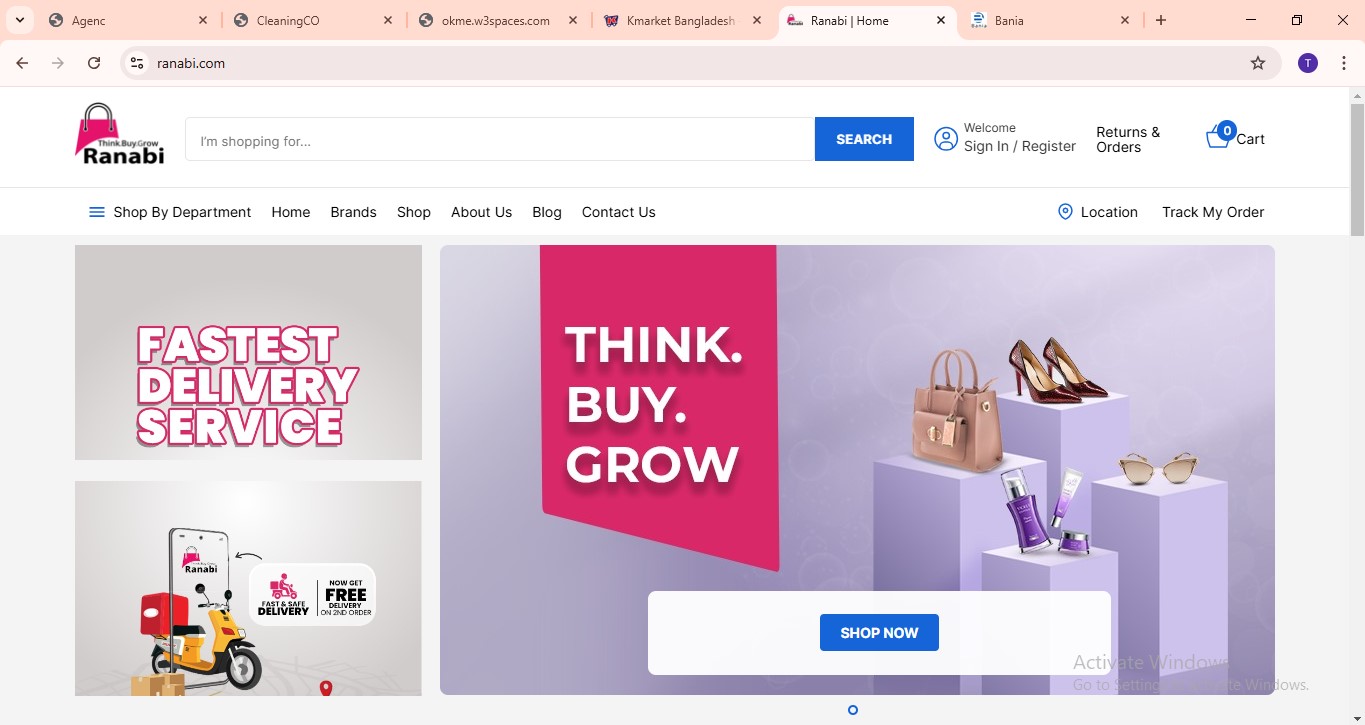 Agenc
CleaningCO
okme.w3spaces.com
Kmarket Bangladesh
Ranabi | Home
Bania
ranabi.com
T
Think.Buy.Grow
Ranabi
I'm shopping for...
SEARCH
Welcome
Sign In / Register
Returns &
Orders
0
Cart
Shop By Department
Home
Brands
Shop
About Us
Blog
Contact Us
Location
Track My Order
FASTEST
DELIVERY
SERVICE
THINK.
BUY.
GROW
Ranabi
FAST & SAFE
DELIVERY
NOW GET
FREE
DELIVERY
ON 2ND ORDER
SHOP NOW
Activate Windows
Go to Settings to activate Windows.